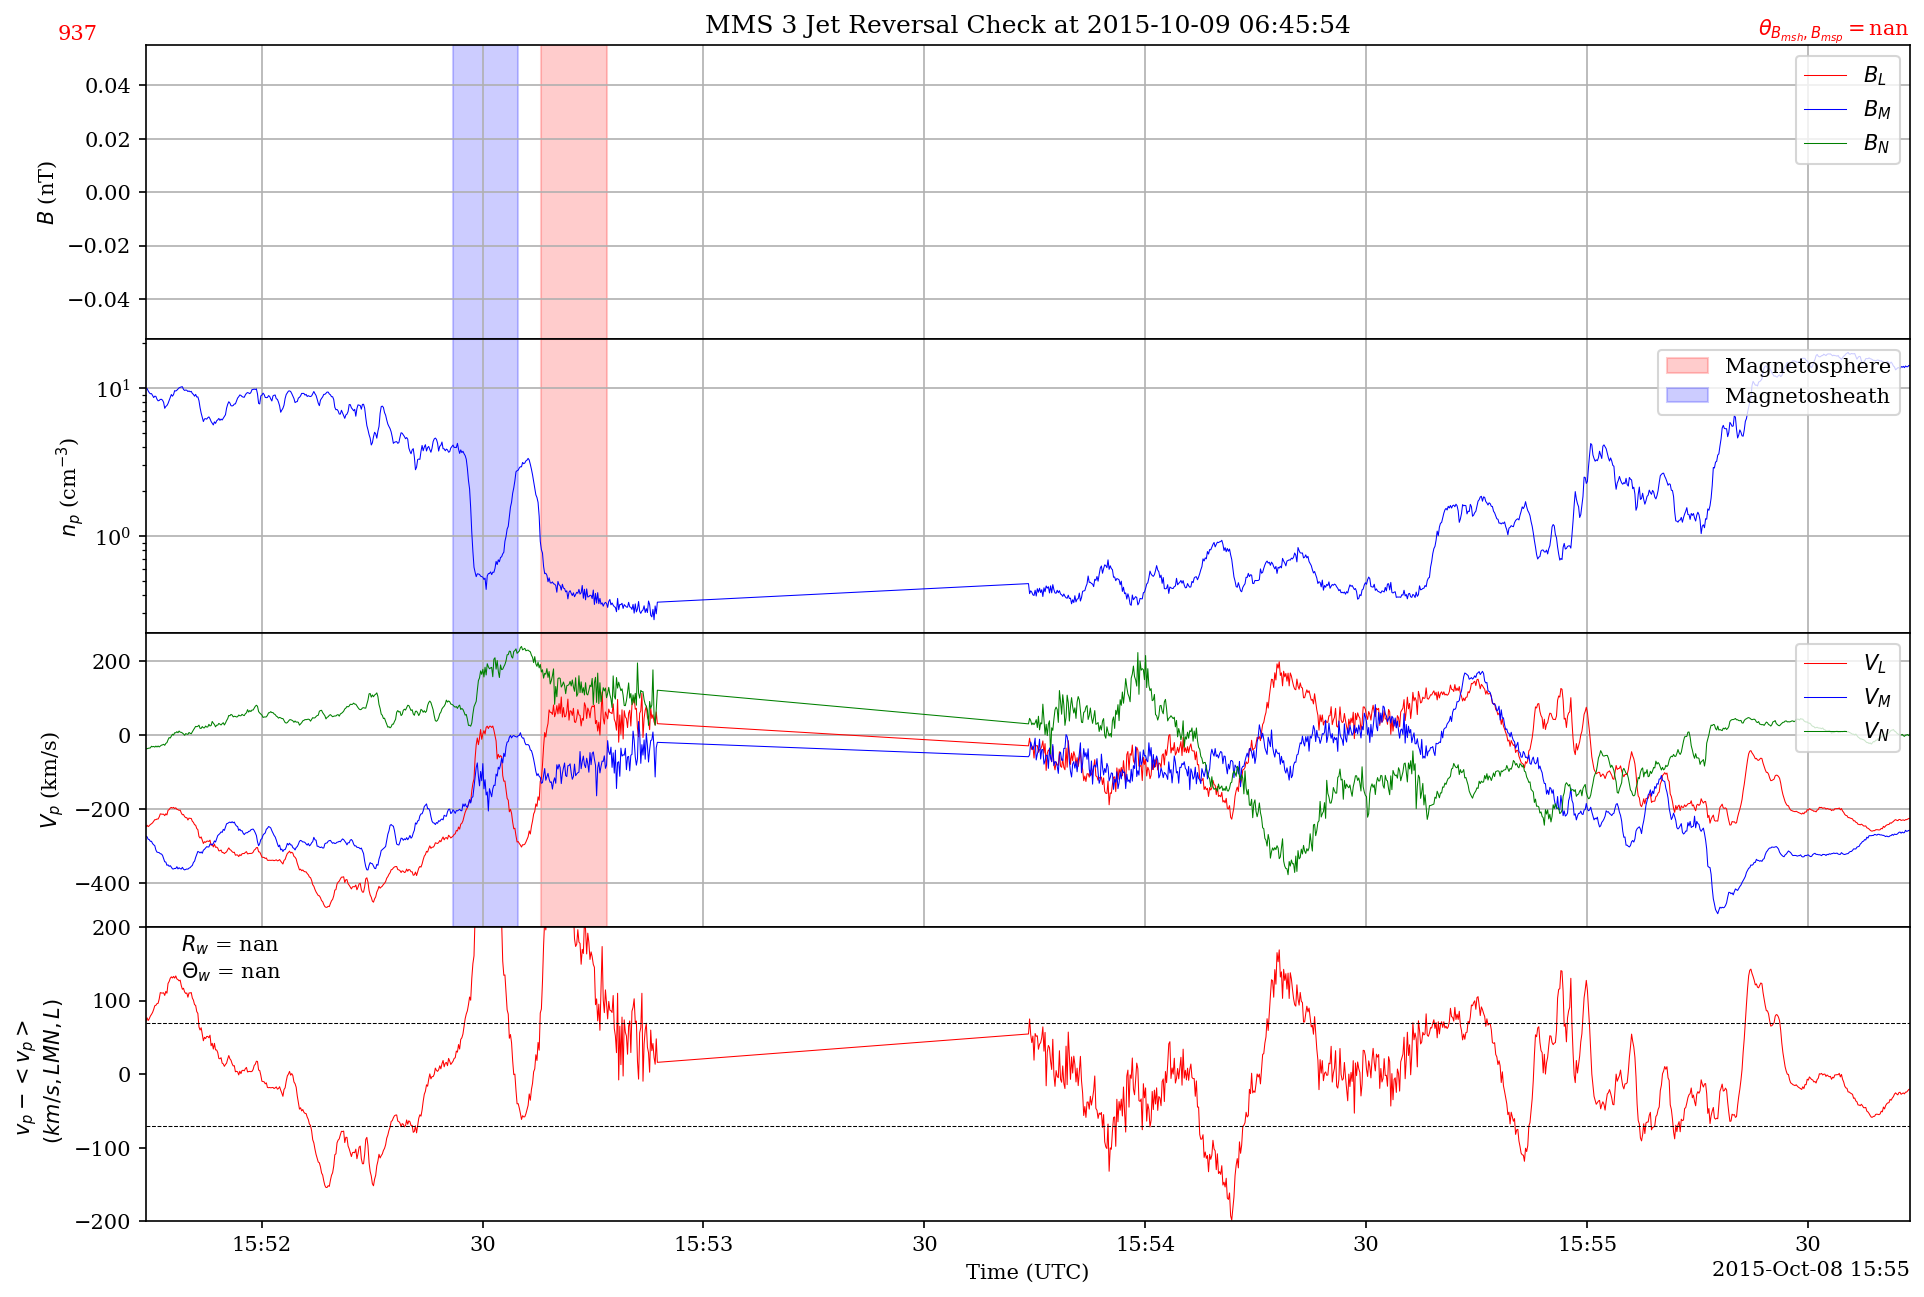 937
MMS 3 Jet Reversal Check at 2015-10-09 06:45:54
θ_{B_{msh}, B_{msp}} = nan
B (nT)
0.04
0.02
0.00
−0.02
−0.04
B_L
B_M
B_N
n_p (cm^{−3})
10^1
10^0
Magnetosphere
Magnetosheath
V_p (km/s)
200
0
−200
−400
V_L
V_M
V_N
v_p − < v_p >
(km/s, LMN, L)
200
100
0
−100
−200
R_w = nan
Θ_w = nan
15:52
30
15:53
30
15:54
30
15:55
30
Time (UTC)
2015-Oct-08 15:55